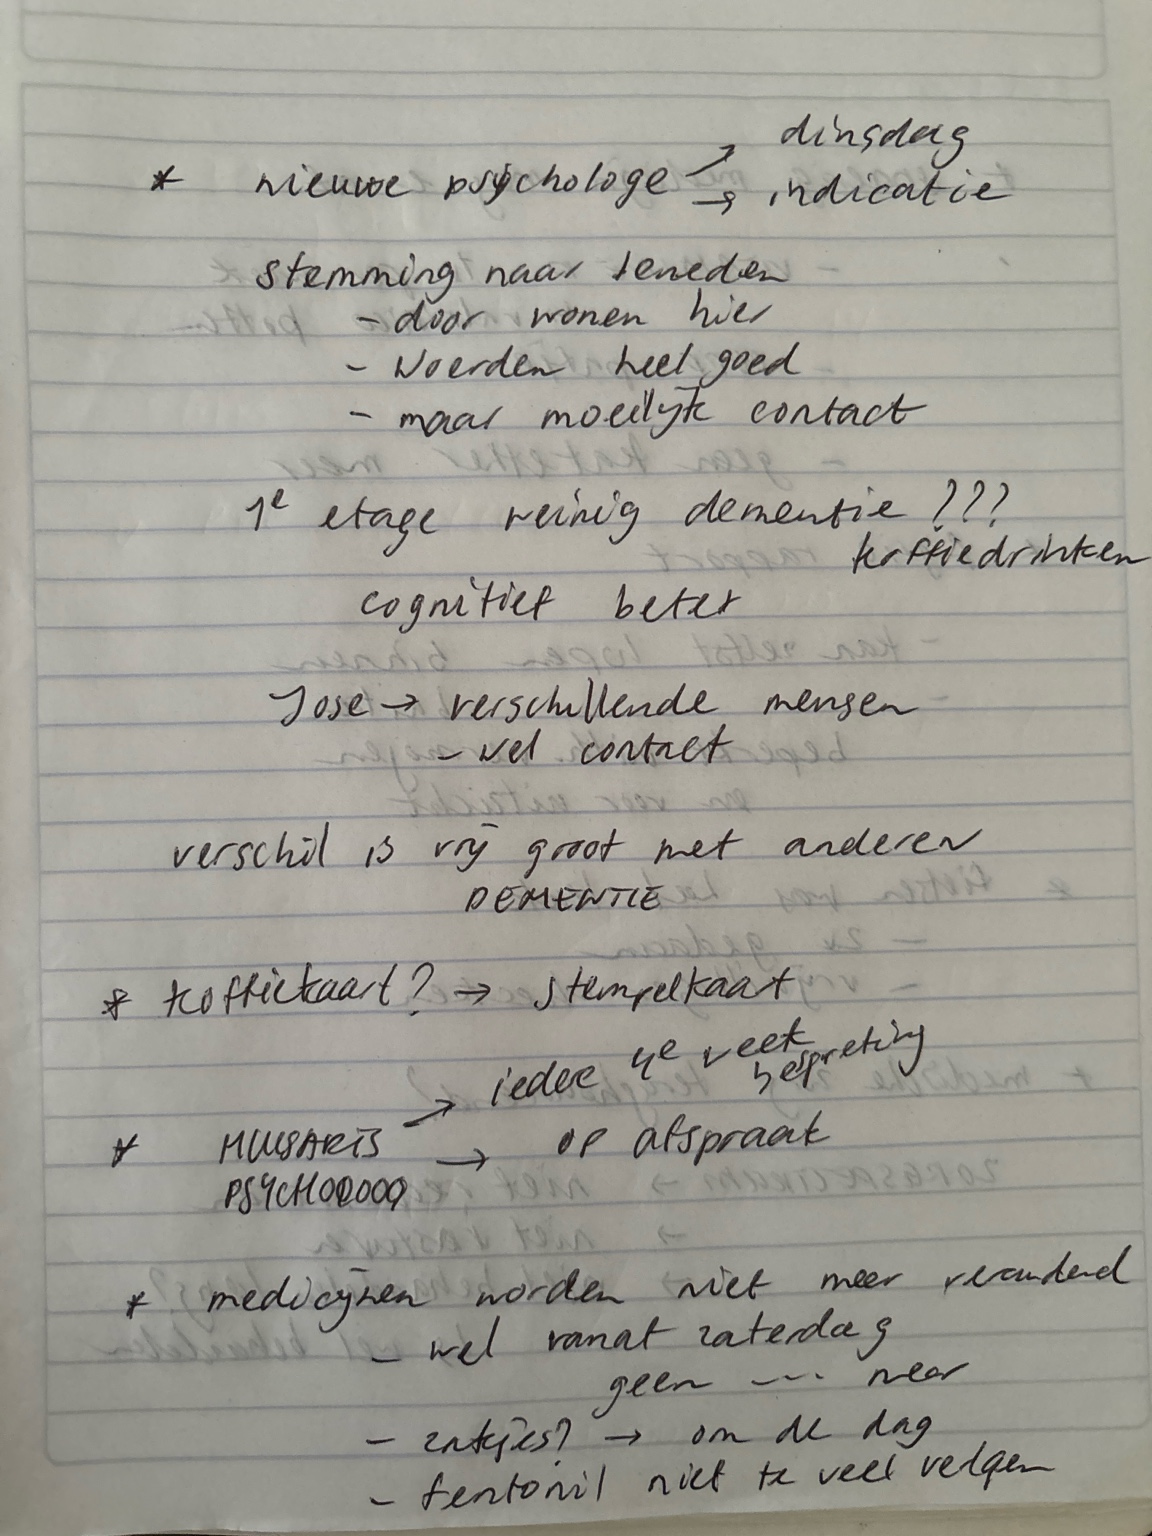 dinsdag
* nieuwe psychologe → → indicatie
stemming naar beneden
- door wonen hier
- Woerden heel goed
- maar moeilijk contact
1e etage weinig dementie ???
koffiedrinken
cognitief beter
Jose → verschillende mensen
- wel contact
verschil is vrij groot met anderen
DEMENTIE
* koffiekaart? → stempelkaart
iedere 4e week
bespreking
* HUISARTS → → op afspraak
* medicijnen worden niet meer veranderd
- wel vanaf zaterdag
geen ---- meer
- zakjes? → om de dag
niet te veel